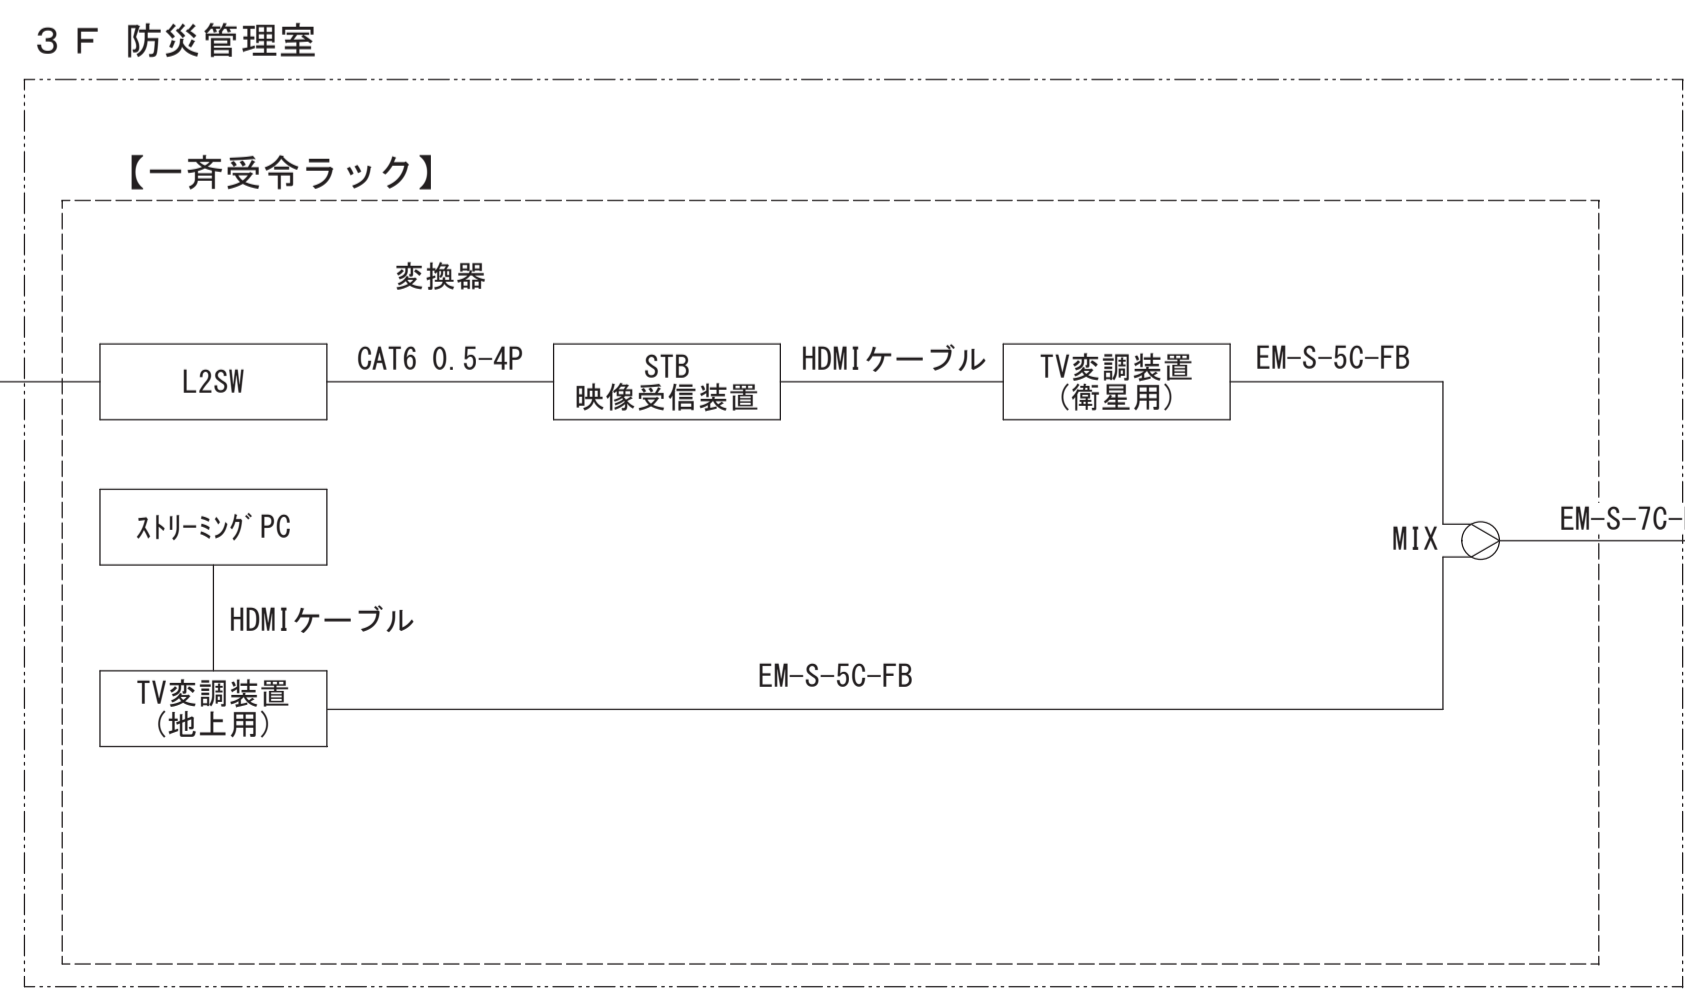 ３Ｆ 防災管理室
【一斉受令ラック】
変換器
L2SW
CAT6 0.5-4P
STB
映像受信装置
HDMIケーブル
TV変調装置
(衛星用)
EM-S-5C-FB
ｽﾄﾘｰﾐﾝｸﾞPC
MIX
EM-S-7C-
HDMIケーブル
TV変調装置
(地上用)
EM-S-5C-FB